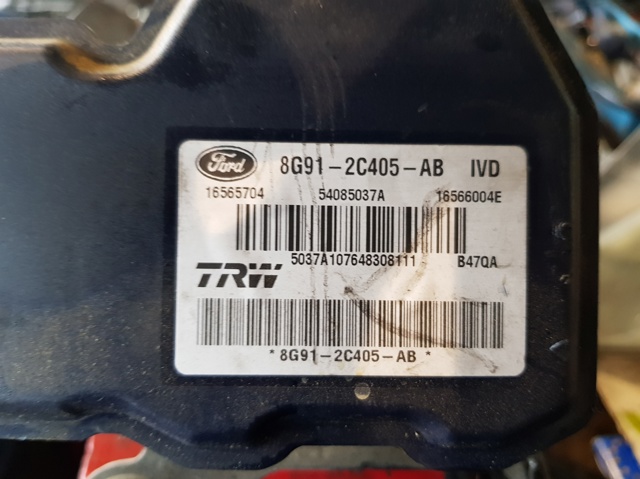 Ford 8G91-2C405-AB IVD
16565704 54085037A 16566004E
5037A107648308111 B47QA
TRW
*8G91-2C405-AB*